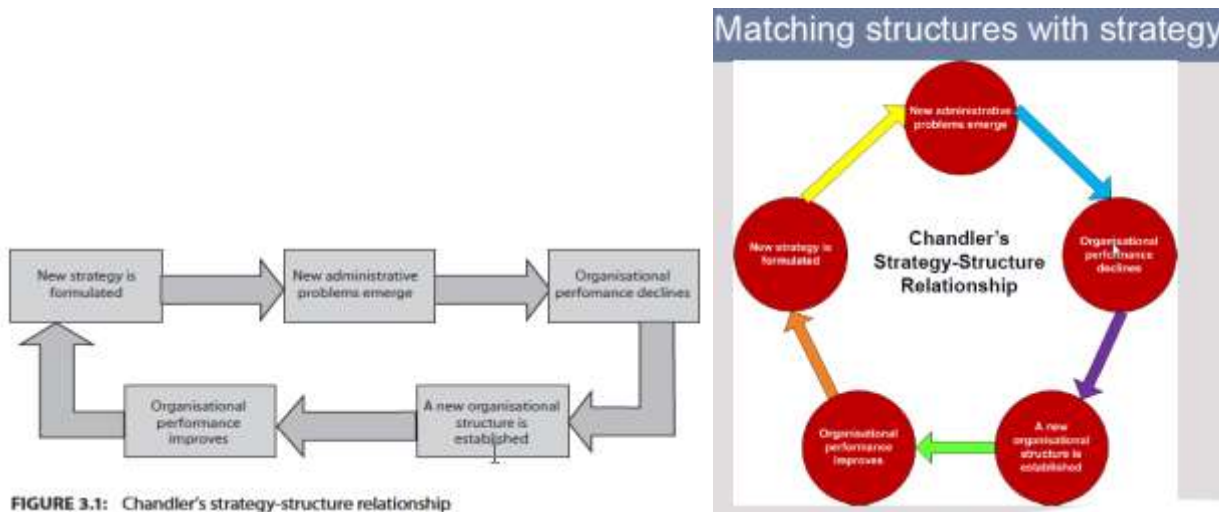 New strategy is
formulated
New administrative
problems emerge
Organisational
perfomance declines
Organisational
performance
improves
A new organisational
structure is
established
FIGURE 3.1: Chandler's strategy-structure relationship
Matching structures with strategy
New administrative
problems emerge
New strategy is
formulated
Chandler's
Strategy-Structure
Relationship
Organisational
performance
declines
Organisational
performance
improves
A new
organisational
structure is
established